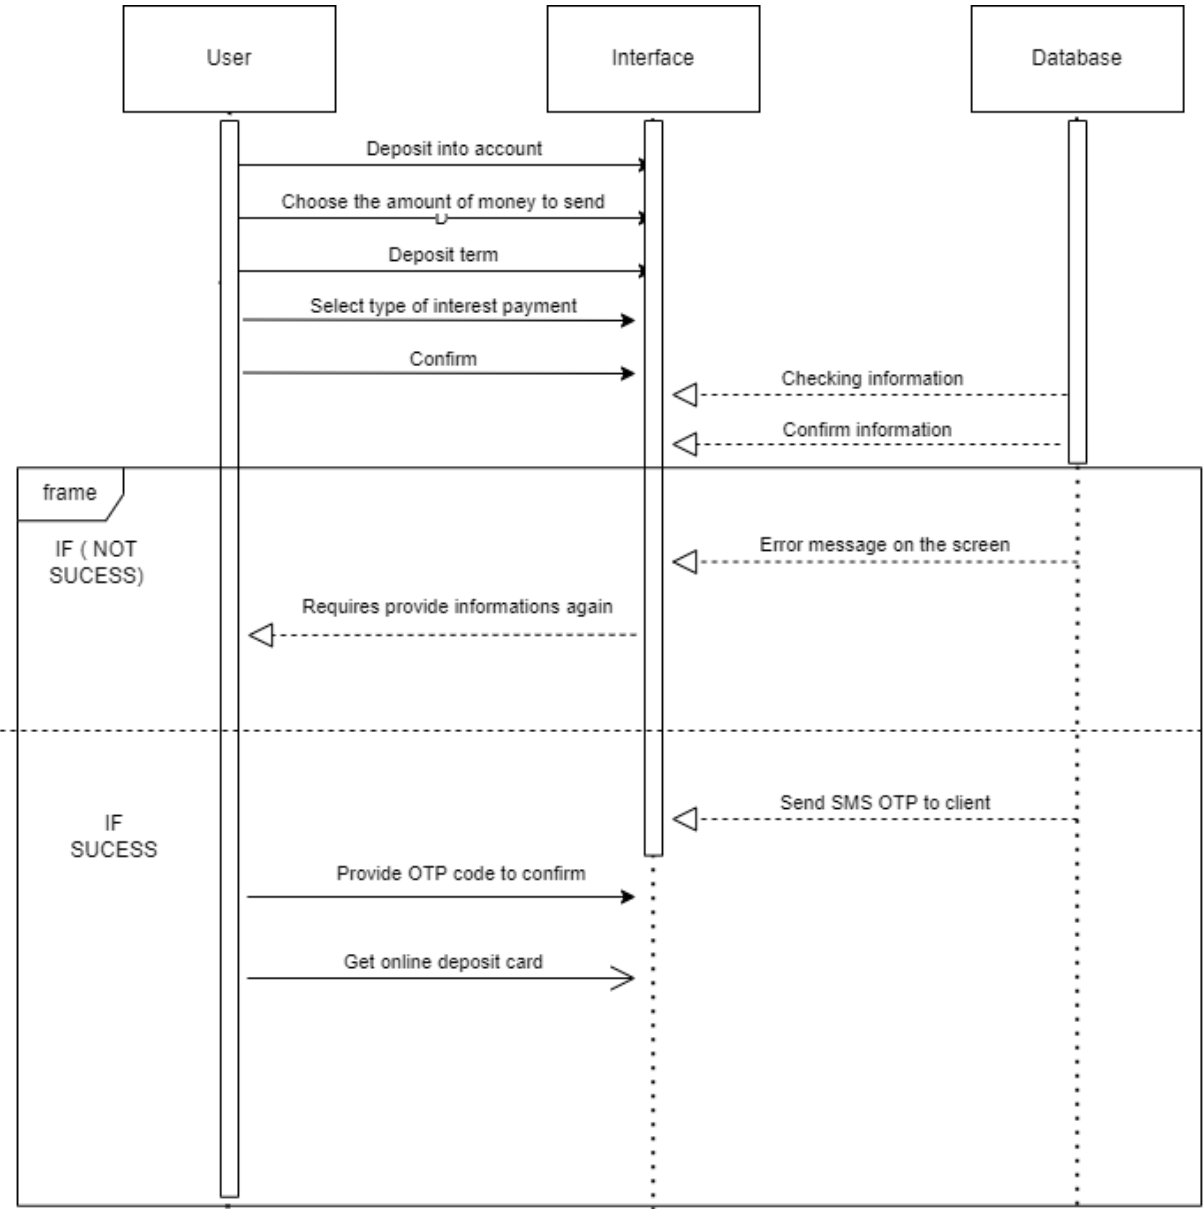 User
Interface
Database
Deposit into account
Choose the amount of money to send
Deposit term
Select type of interest payment
Confirm
Checking information
Confirm information
frame
IF ( NOT
SUCESS)
Error message on the screen
Requires provide informations again
Send SMS OTP to client
IF
SUCESS
Provide OTP code to confirm
Get online deposit card